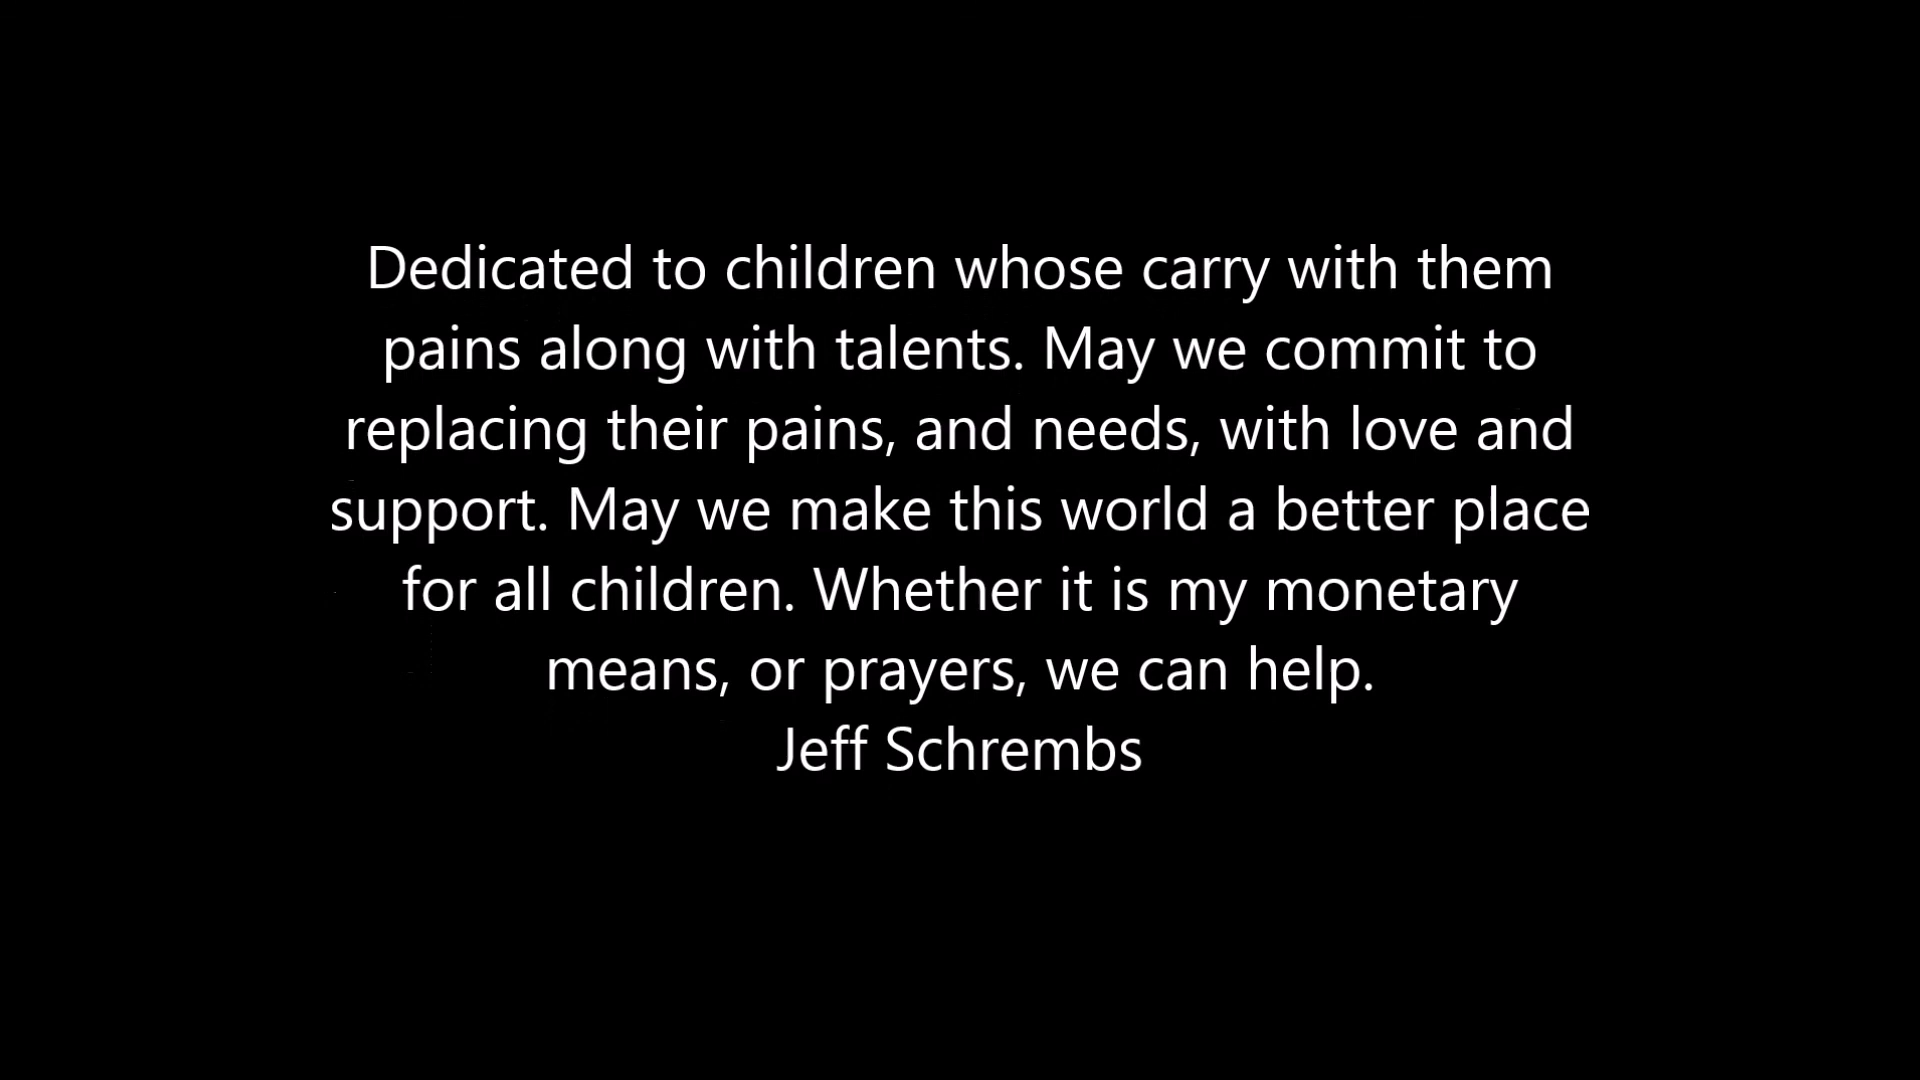 Dedicated to children whose carry with them
pains along with talents. May we commit to
replacing their pains, and needs, with love and
support. May we make this world a better place
for all children. Whether it is my monetary
means, or prayers, we can help.
Jeff Schrembs